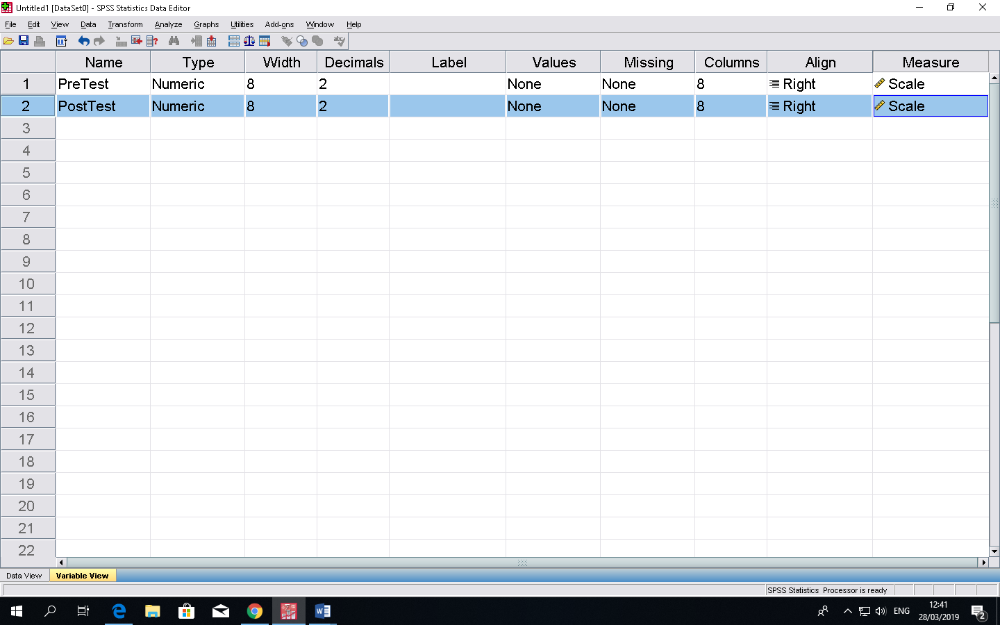 Untitled1 [DataSet0] - SPSS Statistics Data Editor
File Edit View Data Transform Analyze Graphs Utilities Add-ons Window Help
Name Type Width Decimals Label Values Missing Columns Align Measure
1 PreTest Numeric 8 2 None None 8 Right Scale
2 PostTest Numeric 8 2 None None 8 Right Scale
3
4
5
6
7
8
9
10
11
12
13
14
15
16
17
18
19
20
21
22
Data View Variable View
SPSS Statistics Processor is ready
ENG 12:41
28/03/2019 2